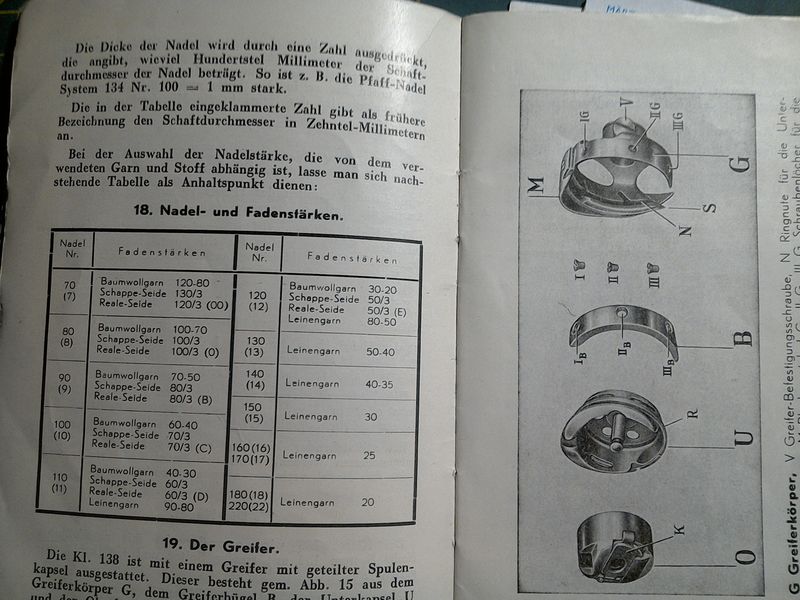 Die Dicke der Nadel wird durch eine Zahl ausgedrückt,
die angibt, wieviel Hundertstel Millimeter der Schaft-
durchmesser der Nadel beträgt. So ist z. B. die Pfaff-Nadel
System 134 Nr. 100 = 1 mm stark.
Die in der Tabelle eingeklammerte Zahl gibt als frühere
Bezeichnung den Schaftdurchmesser in Zehntel-Millimetern
an.
Bei der Auswahl der Nadelstärke, die von dem ver-
wendeten Garn und Stoff abhängig ist, lasse man sich nach-
stehende Tabelle als Anhaltspunkt dienen:
18. Nadel- und Fadenstärken.
Nadel Nr. Fadenstärken
70 (7)
Baumwollgarn 120-80
Schappe-Seide 130/3
Reale-Seide 120/3 (00)
80 (8)
Baumwollgarn 100-70
Schappe-Seide 100/3
Reale-Seide 100/3 (0)
90 (9)
Baumwollgarn 70-50
Schappe-Seide 80/3
Reale-Seide 80/3 (B)
100 (10)
Baumwollgarn 60-40
Schappe-Seide 70/3
Reale-Seide 70/3 (C)
110 (11)
Baumwollgarn 40-30
Schappe-Seide 60/3
Reale-Seide 60/3 (D)
Leinengarn 90-80
Nadel Nr. Fadenstärken
120 (12)
Baumwollgarn 30-20
Schappe-Seide 50/3
Reale-Seide 50/3 (E)
Leinengarn 80-50
130 (13) Leinengarn 50-40
140 (14) Leinengarn 40-35
150 (15) Leinengarn 30
160(16)
170(17) Leinengarn 25
180(18)
220(22) Leinengarn 20
19. Der Greifer.
Die Kl. 138 ist mit einem Greifer mit geteilter Spulen-
kapsel ausgestattet. Dieser besteht gem. Abb. 15 aus dem
Greiferkörper G, dem Greiferbügel B, der Unterkapsel U
M
IG
V
IIG
IIIG
G
S
N
I
II
III
IB
IIB
IIIB
B
R
U
K
O
G Greiferkörper, V Greifer-Befestigungsschraube, N Ringnute für die Unter-